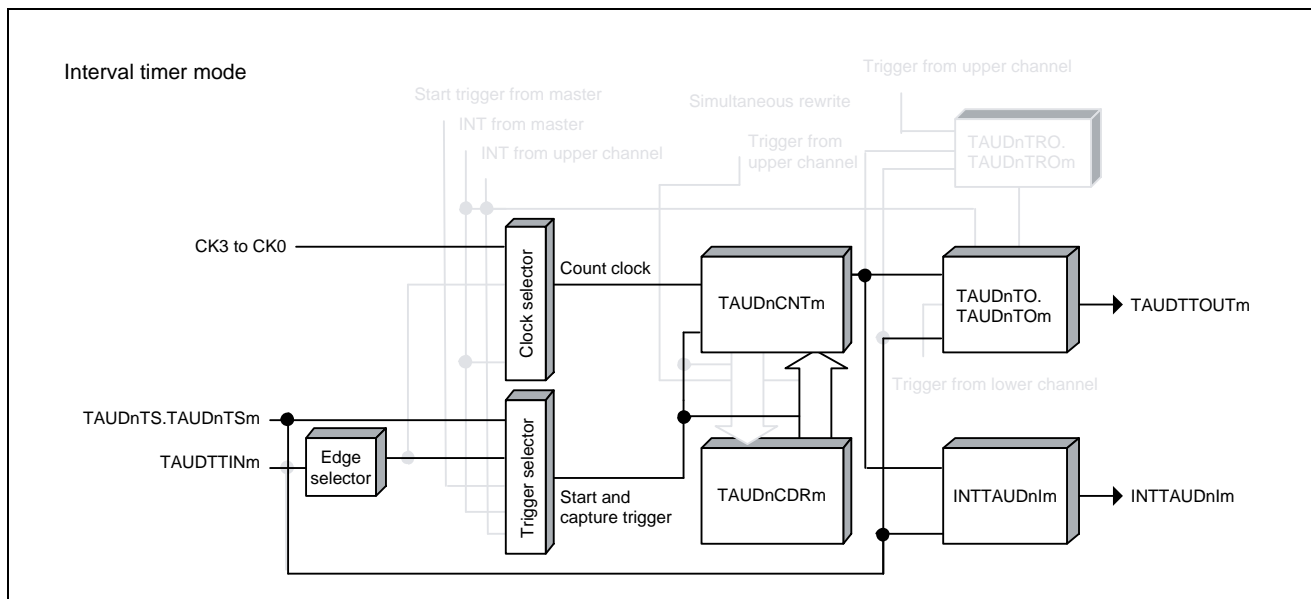 Interval timer mode
Trigger from upper channel
Start trigger from master
Simultaneous rewrite
INT from master
Trigger from
upper channel
INT from upper channel
TAUDnTRO.
TAUDnTROm
CK3 to CK0
Clock selector
Count clock
TAUDnCNTm
TAUDnTO.
TAUDnTOm
TAUDTTOUTm
Trigger from lower channel
TAUDnTS.TAUDnTSm
TAUDTTINm
Edge
selector
Trigger selector
Start and
capture trigger
TAUDnCDRm
INTTAUDnIm
INTTAUDnIm